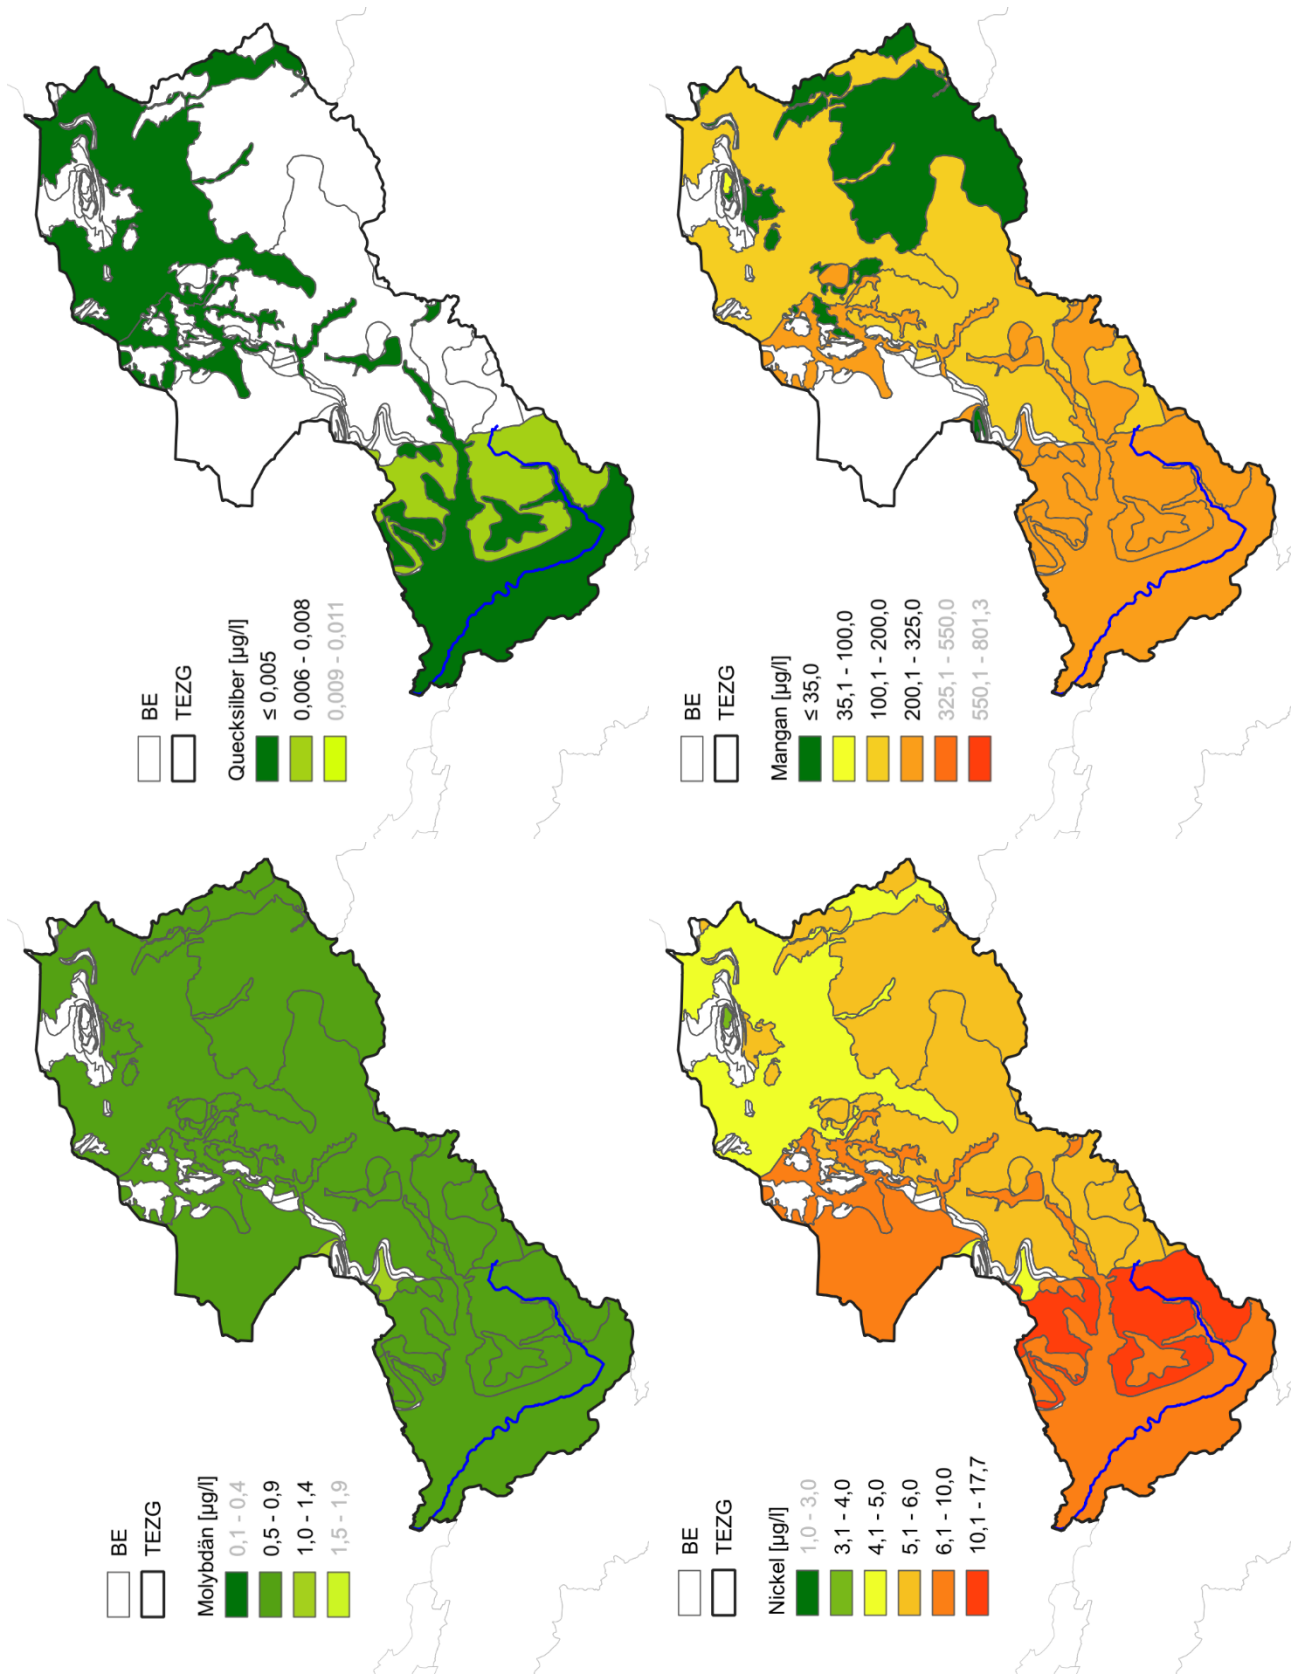 BE
TEZG
Molybdän [µg/l]
0,1 - 0,4
0,5 - 0,9
1,0 - 1,4
1,5 - 1,9
BE
TEZG
Quecksilber [µg/l]
≤ 0,005
0,006 - 0,008
0,009 - 0,011
BE
TEZG
Nickel [µg/l]
1,0 - 3,0
3,1 - 4,0
4,1 - 5,0
5,1 - 6,0
6,1 - 10,0
10,1 - 17,7
BE
TEZG
Mangan [µg/l]
≤ 35,0
35,1 - 100,0
100,1 - 200,0
200,1 - 325,0
325,1 - 550,0
550,1 - 801,3